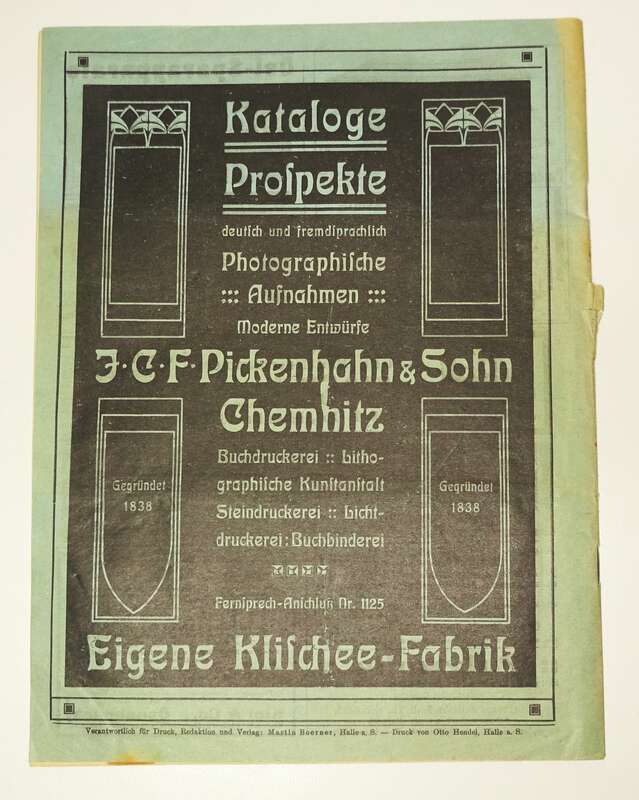 Kataloge
Proſpekte
deutſch und fremdſprachlich
Photographiſche
::: Aufnahmen :::
Moderne Entwürfe
J·C·F·Pickenhahn & Sohn
Chemnitz
Buchdruckerei :: Litho-
graphiſche Kunſtanſtalt
Steindruckerei :: Licht-
druckerei : Buchbinderei
Gegründet
1838
Gegründet
1838
Fernſprech-Anſchluß Nr. 1125
Eigene Kliſchee-Fabrik
Verantwortlich für Druck, Redaktion und Verlag: Martin Boerner, Halle a. S. — Druck von Otto Hendel, Halle a. S.